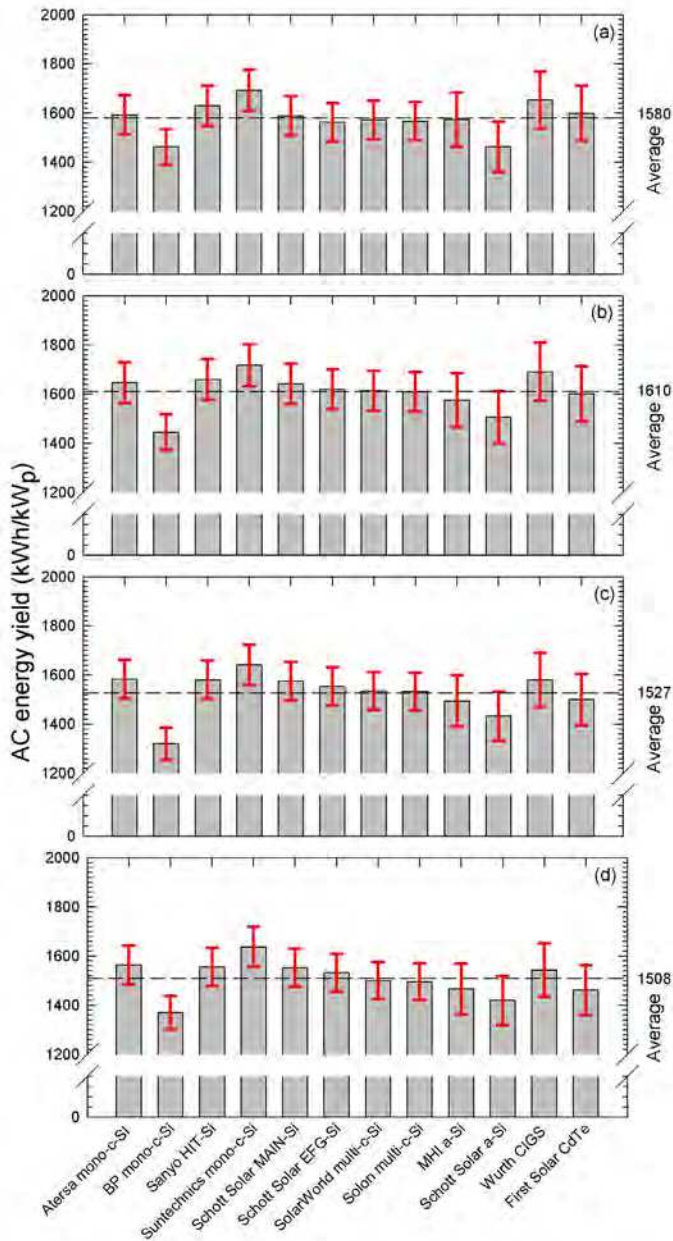 AC energy yield (kWh/kWp)
(a)
2000
1800
1600
1400
1200
0
Average 1580
(b)
2000
1800
1600
1400
1200
0
Average 1610
(c)
2000
1800
1600
1400
1200
0
Average 1527
(d)
2000
1800
1600
1400
1200
0
Average 1508
Atersa mono-c-Si
BP mono-c-Si
Sanyo HIT-Si
Suntechnics mono-c-Si
Schott Solar MAIN-Si
Schott Solar EFG-Si
SolarWorld multi-c-Si
Solon multi-c-Si
MHI a-Si
Schott Solar a-Si
Wurth CIGS
First Solar CdTe